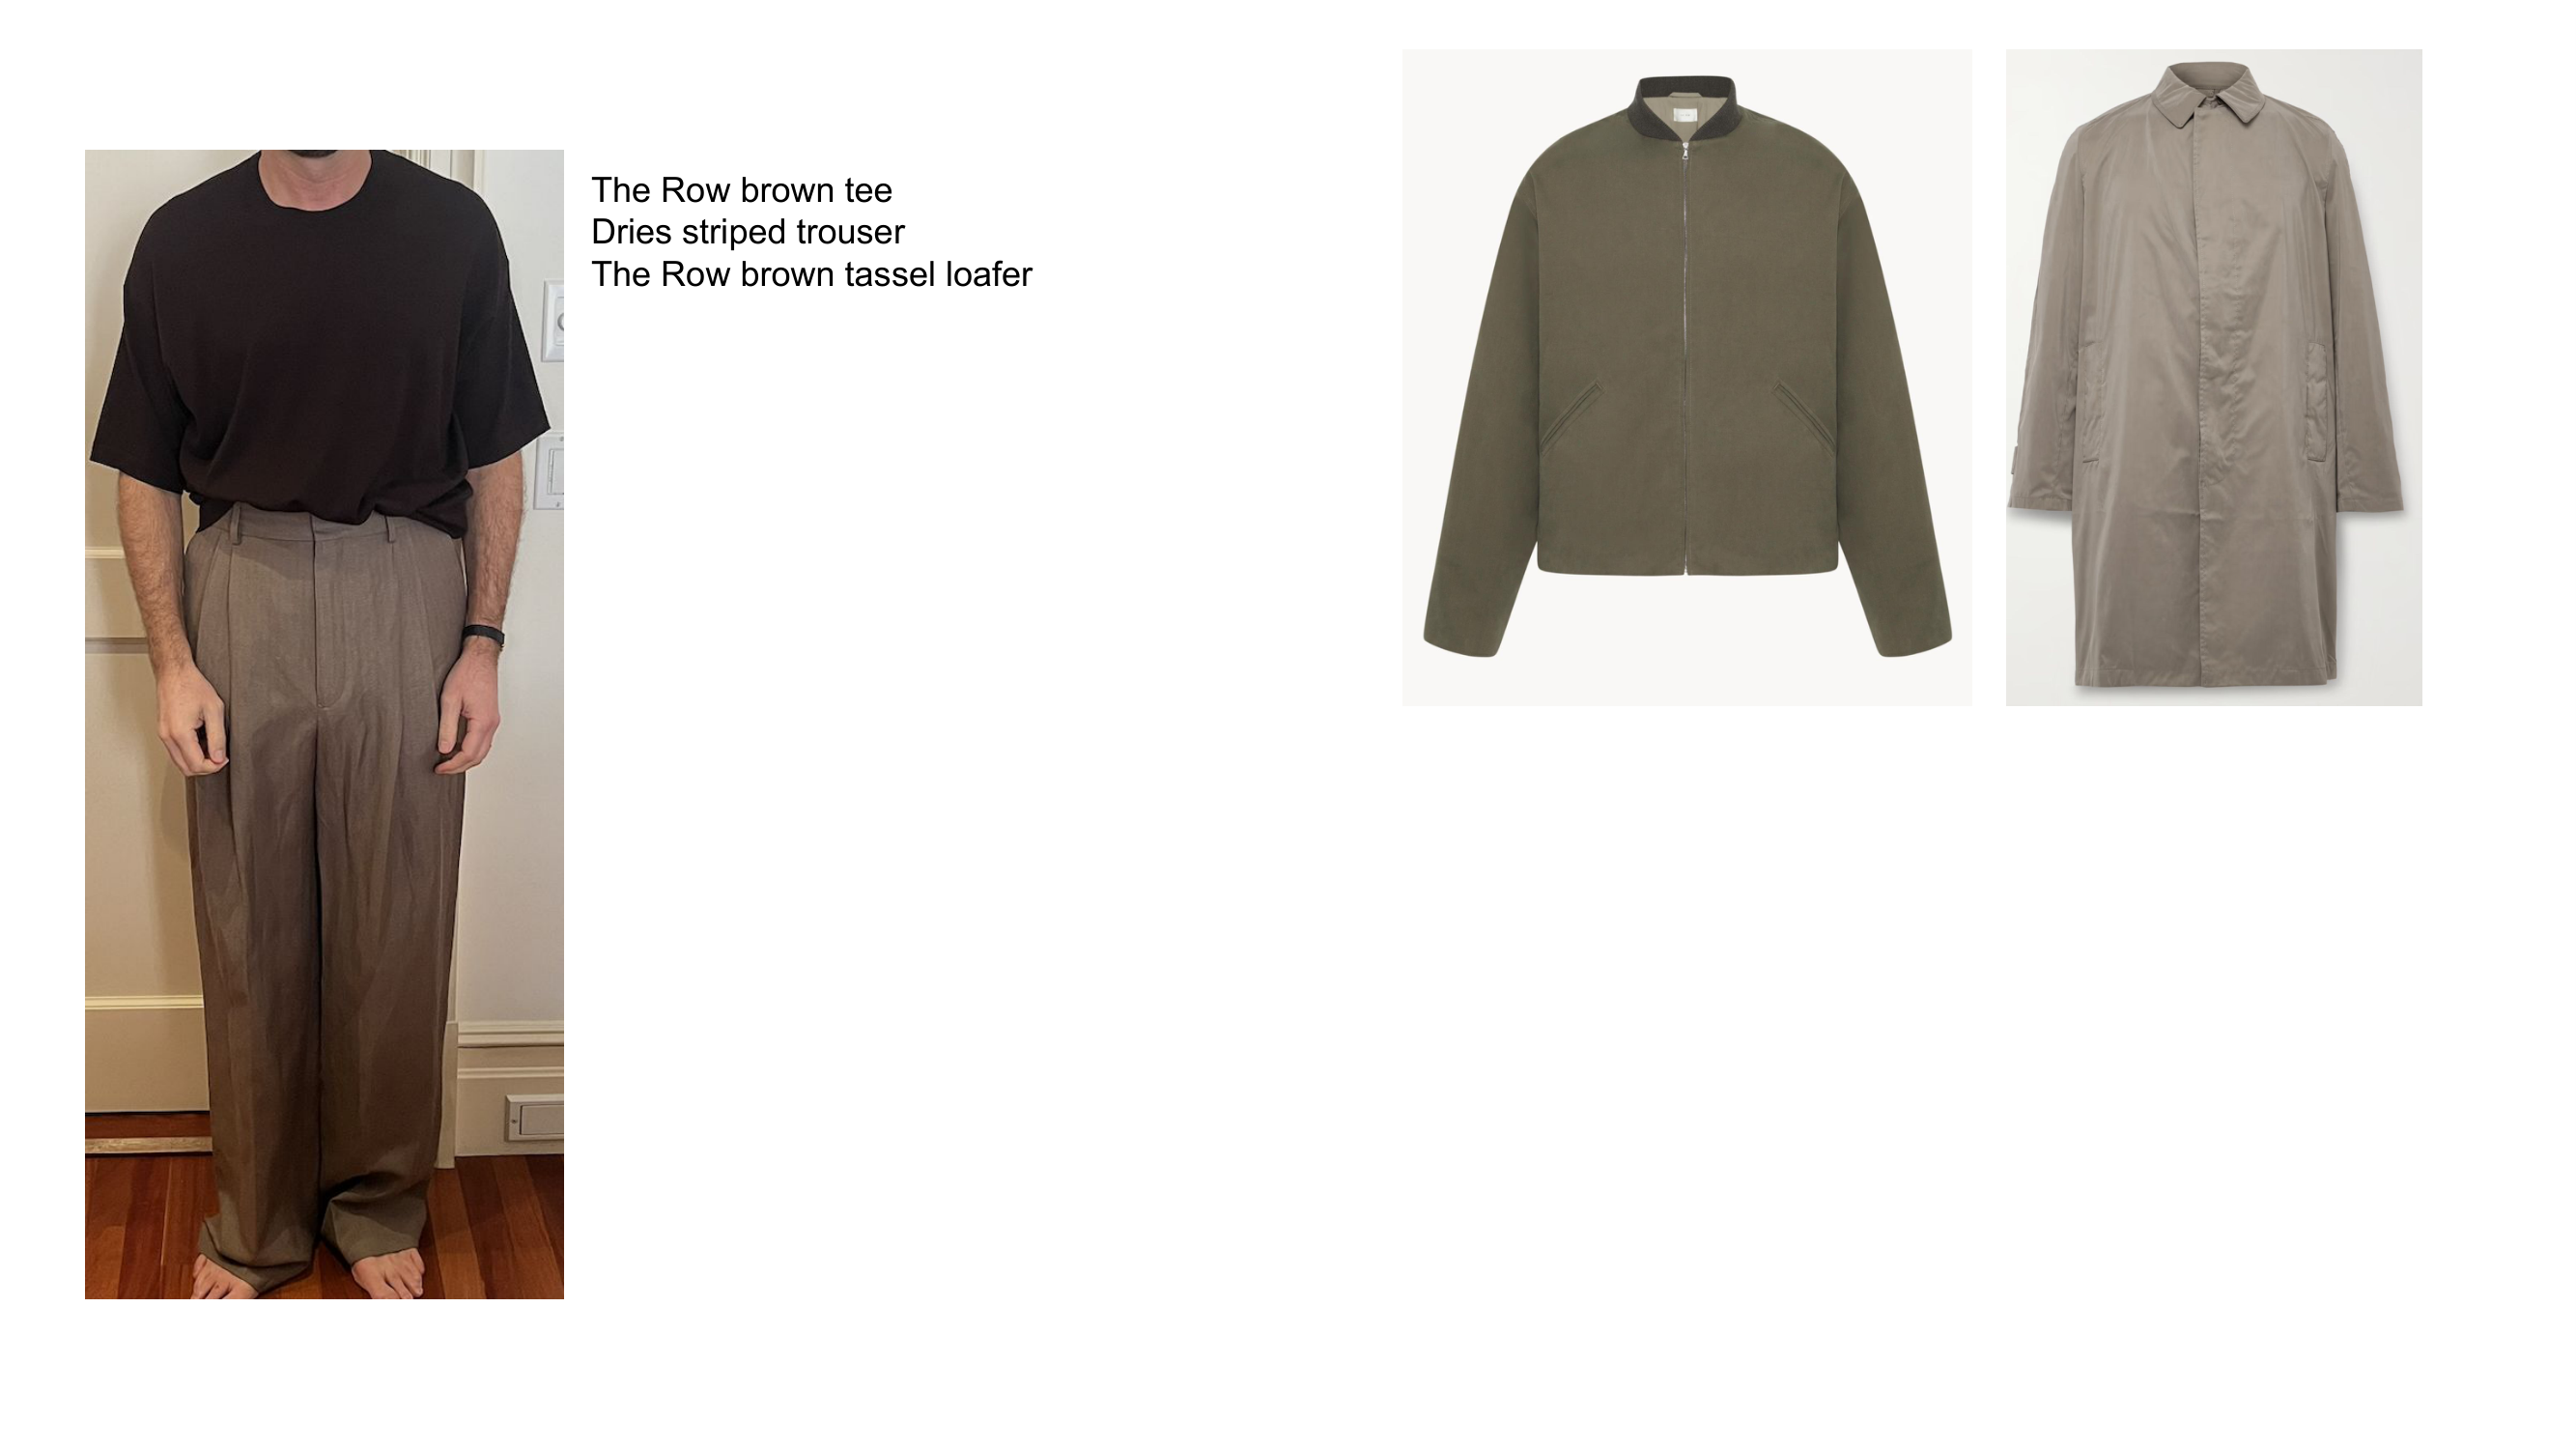 The Row brown tee
Dries striped trouser
The Row brown tassel loafer